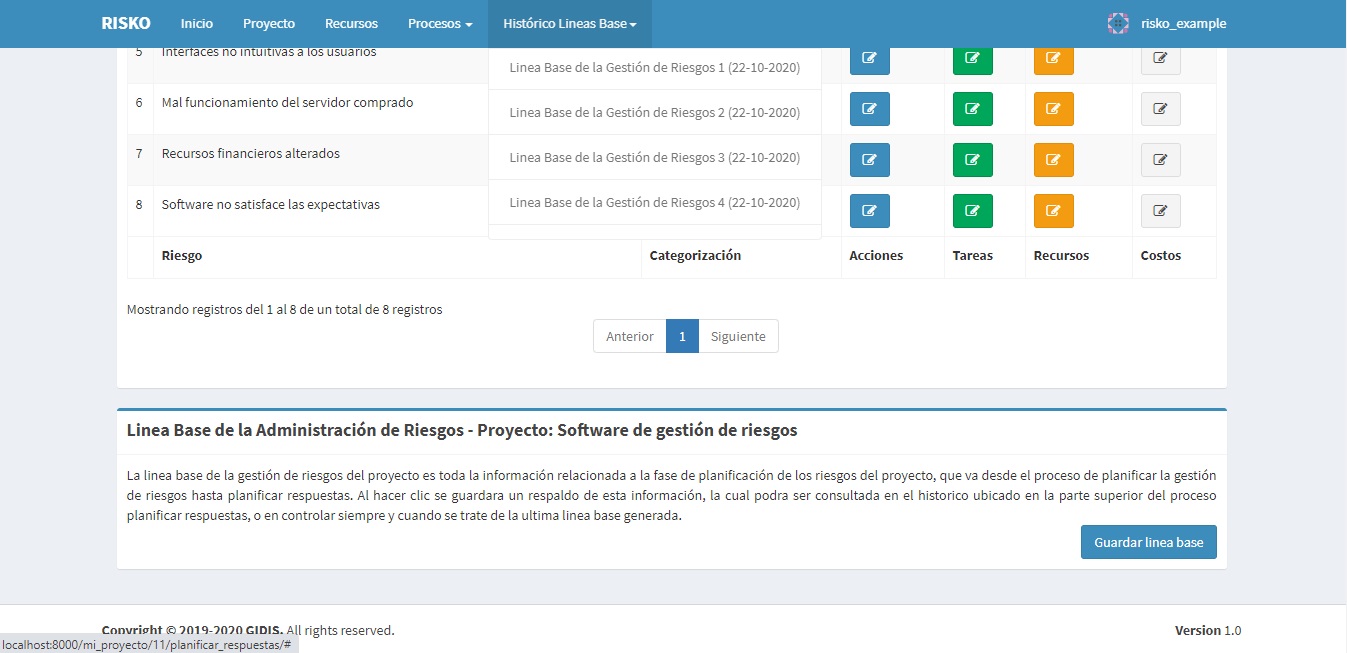 RISKO Inicio Proyecto Recursos Procesos Histórico Lineas Base risko_example
5 Interfaces no intuitivas a los usuarios
Linea Base de la Gestión de Riesgos 1 (22-10-2020)
6 Mal funcionamiento del servidor comprado
Linea Base de la Gestión de Riesgos 2 (22-10-2020)
7 Recursos financieros alterados
Linea Base de la Gestión de Riesgos 3 (22-10-2020)
8 Software no satisface las expectativas
Linea Base de la Gestión de Riesgos 4 (22-10-2020)
Riesgo Categorización Acciones Tareas Recursos Costos
Mostrando registros del 1 al 8 de un total de 8 registros
Anterior 1 Siguiente
Linea Base de la Administración de Riesgos - Proyecto: Software de gestión de riesgos
La linea base de la gestión de riesgos del proyecto es toda la información relacionada a la fase de planificación de los riesgos del proyecto, que va desde el proceso de planificar la gestión
de riesgos hasta planificar respuestas. Al hacer clic se guardara un respaldo de esta información, la cual podra ser consultada en el historico ubicado en la parte superior del proceso
planificar respuestas, o en controlar siempre y cuando se trate de la ultima linea base generada.
Guardar linea base
Copyright © 2019-2020 GIDIS. All rights reserved.
Version 1.0
localhost:8000/mi_proyecto/11/planificar_respuestas/#